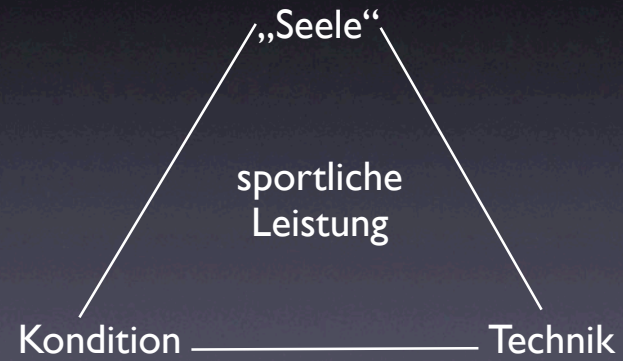 „Seele“
sportliche
Leistung
Kondition
Technik